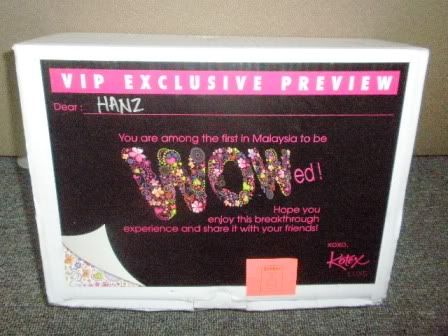 VIP EXCLUSIVE PREVIEW
Dear : HANZ
You are among the first in Malaysia to be
WOWed!
Hope you
enjoy this breakthrough
experience and share it with your friends!
xoxo,
Kotex
LUXE